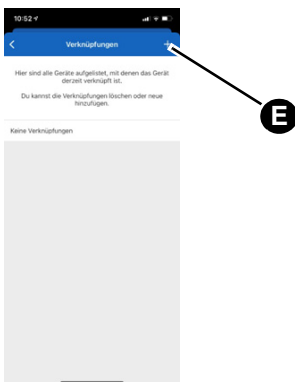 10:52
Verknüpfungen +
Hier sind alle Geräte aufgelistet, mit denen das Gerät
derzeit verknüpft ist.
Du kannst die Verknüpfungen löschen oder neue
hinzufügen.
Keine Verknüpfungen
E